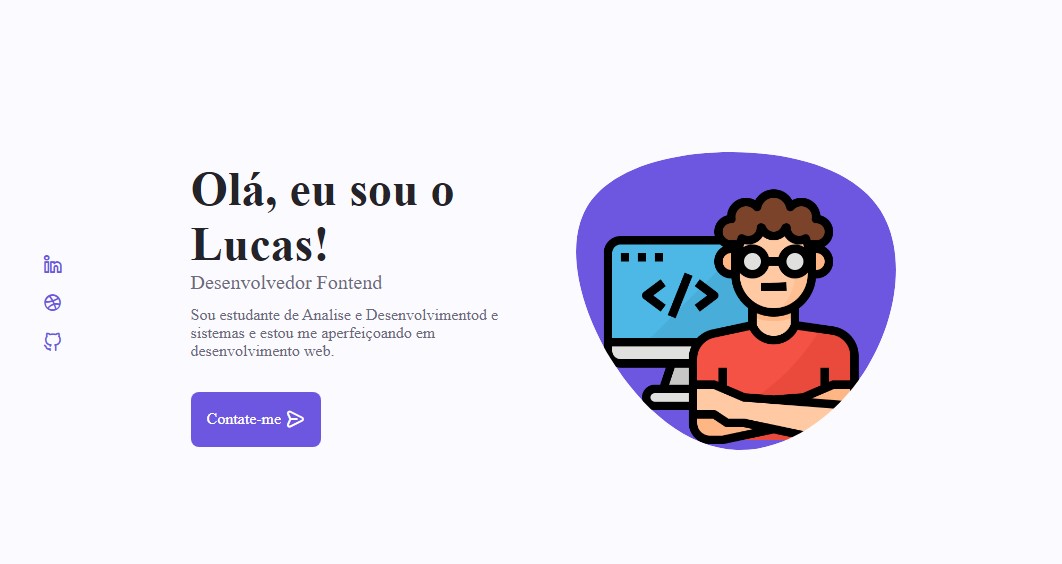 Olá, eu sou o
Lucas!
Desenvolvedor Fontend
Sou estudante de Analise e Desenvolvimentod e
sistemas e estou me aperfeiçoando em
desenvolvimento web.
Contate-me